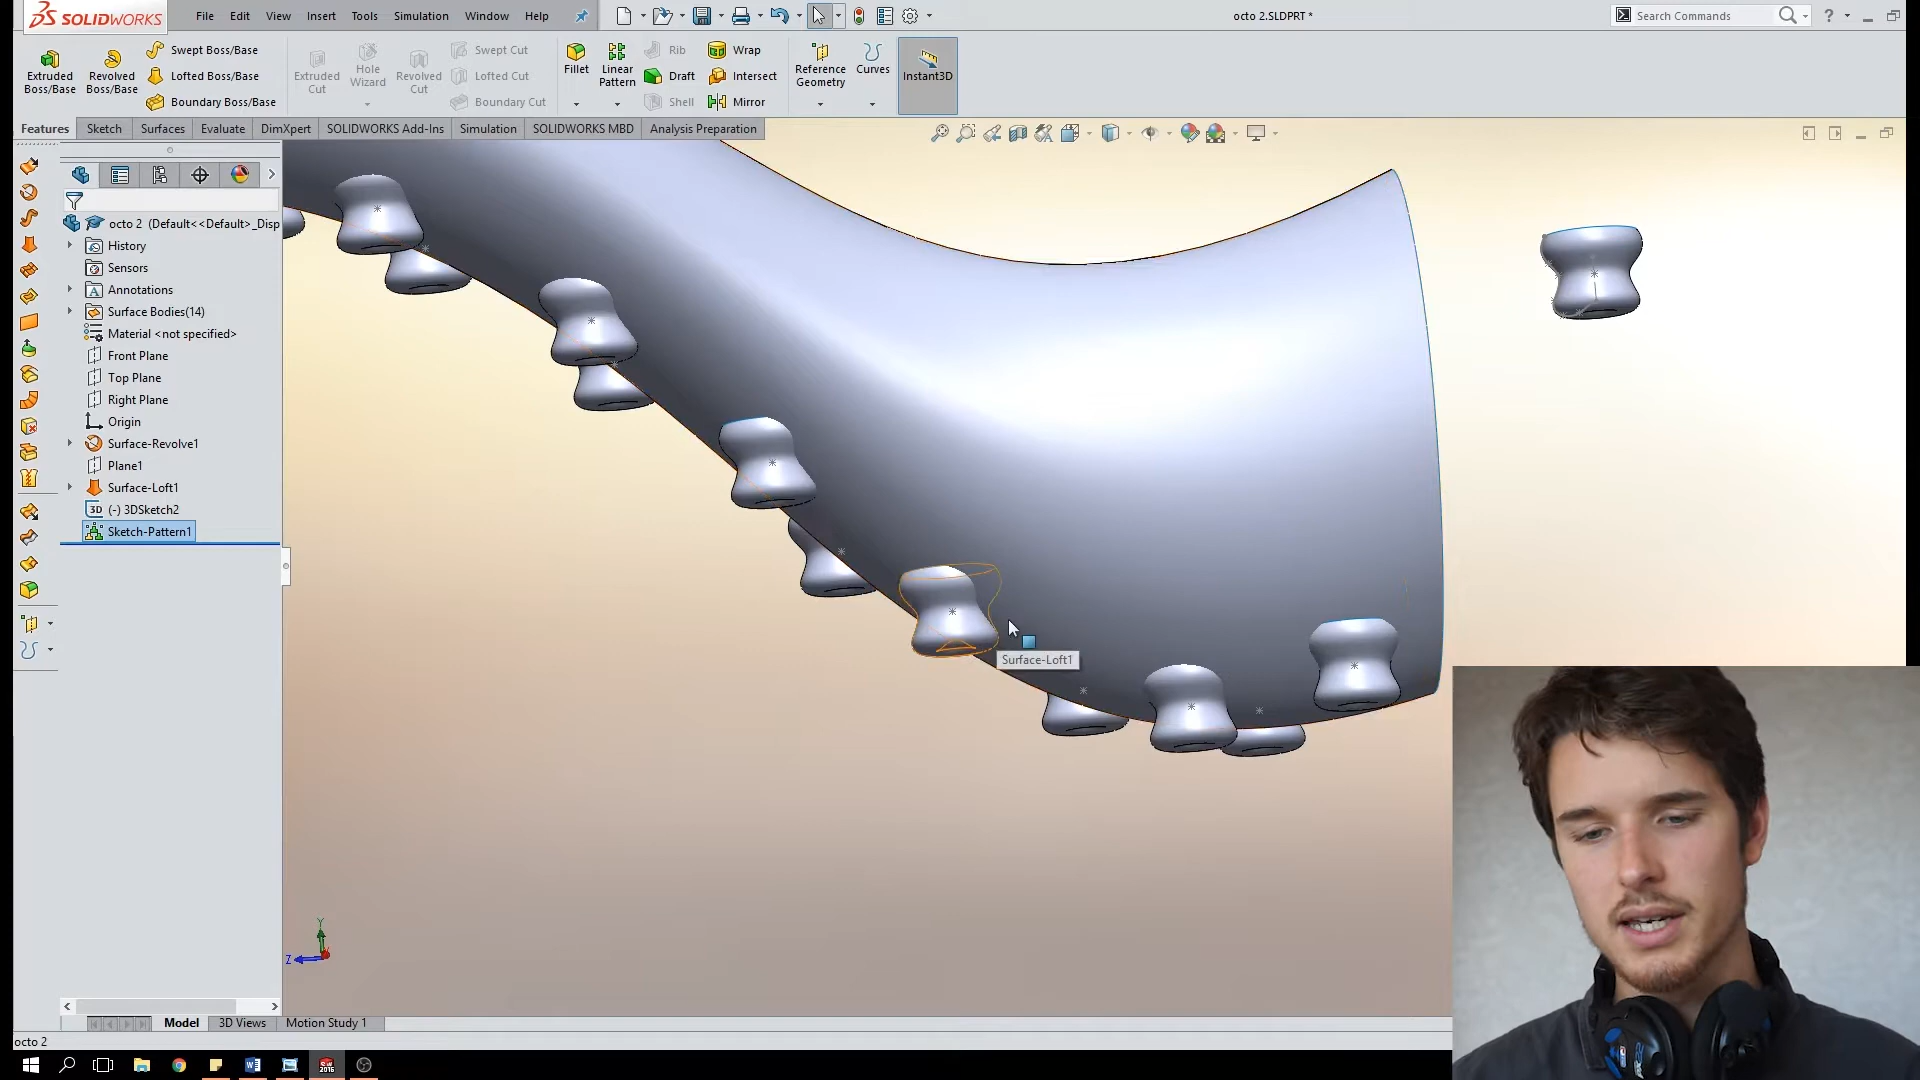 SOLIDWORKS
File Edit View Insert Tools Simulation Window Help
octo 2.SLDPRT *
Search Commands
?
Extruded Boss/Base
Revolved Boss/Base
Swept Boss/Base
Lofted Boss/Base
Boundary Boss/Base
Extruded Cut
Hole Wizard
Revolved Cut
Swept Cut
Lofted Cut
Boundary Cut
Fillet
Linear Pattern
Rib
Draft
Shell
Wrap
Intersect
Mirror
Reference Geometry
Curves
Instant3D
Features Sketch Surfaces Evaluate DimXpert SOLIDWORKS Add-Ins Simulation SOLIDWORKS MBD Analysis Preparation
octo 2 (Default<<Default>_Disp
History
Sensors
Annotations
Surface Bodies(14)
Material <not specified>
Front Plane
Top Plane
Right Plane
Origin
Surface-Revolve1
Plane1
Surface-Loft1
3D (-) 3DSketch2
Sketch-Pattern1
Surface-Loft1
Y
Z
Model 3D Views Motion Study 1
octo 2